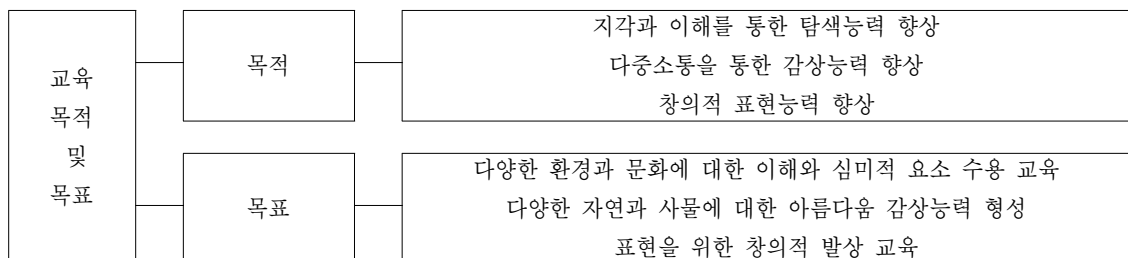 교육
목적
및
목표
목적
지각과 이해를 통한 탐색능력 향상
다중소통을 통한 감상능력 향상
창의적 표현능력 향상
목표
다양한 환경과 문화에 대한 이해와 심미적 요소 수용 교육
다양한 자연과 사물에 대한 아름다움 감상능력 형성
표현을 위한 창의적 발상 교육